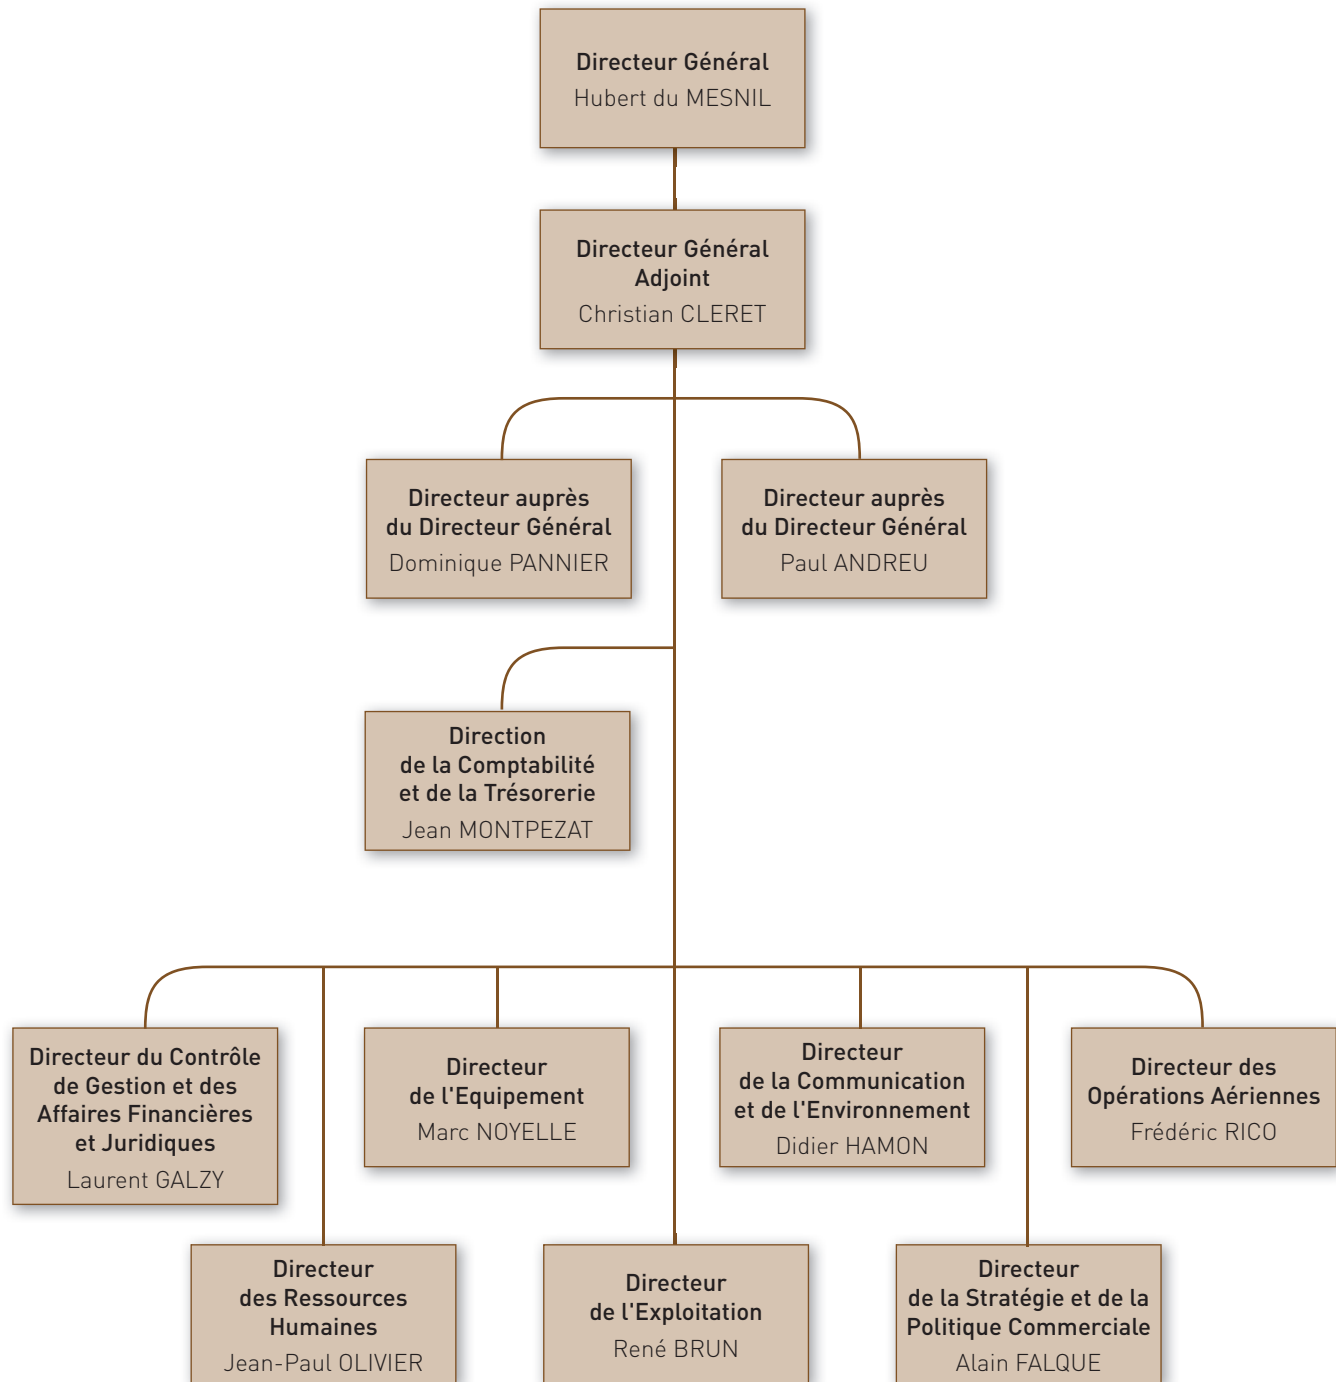 Directeur Général
Hubert du MESNIL
Directeur Général
Adjoint
Christian CLERET
Directeur auprès
du Directeur Général
Dominique PANNIER
Directeur auprès
du Directeur Général
Paul ANDREU
Direction
de la Comptabilité
et de la Trésorerie
Jean MONTPEZAT
Directeur du Contrôle
de Gestion et des
Affaires Financières
et Juridiques
Laurent GALZY
Directeur
de l'Equipement
Marc NOYELLE
Directeur
de la Communication
et de l'Environnement
Didier HAMON
Directeur des
Opérations Aériennes
Frédéric RICO
Directeur
des Ressources
Humaines
Jean-Paul OLIVIER
Directeur
de l'Exploitation
René BRUN
Directeur
de la Stratégie et de la
Politique Commerciale
Alain FALQUE